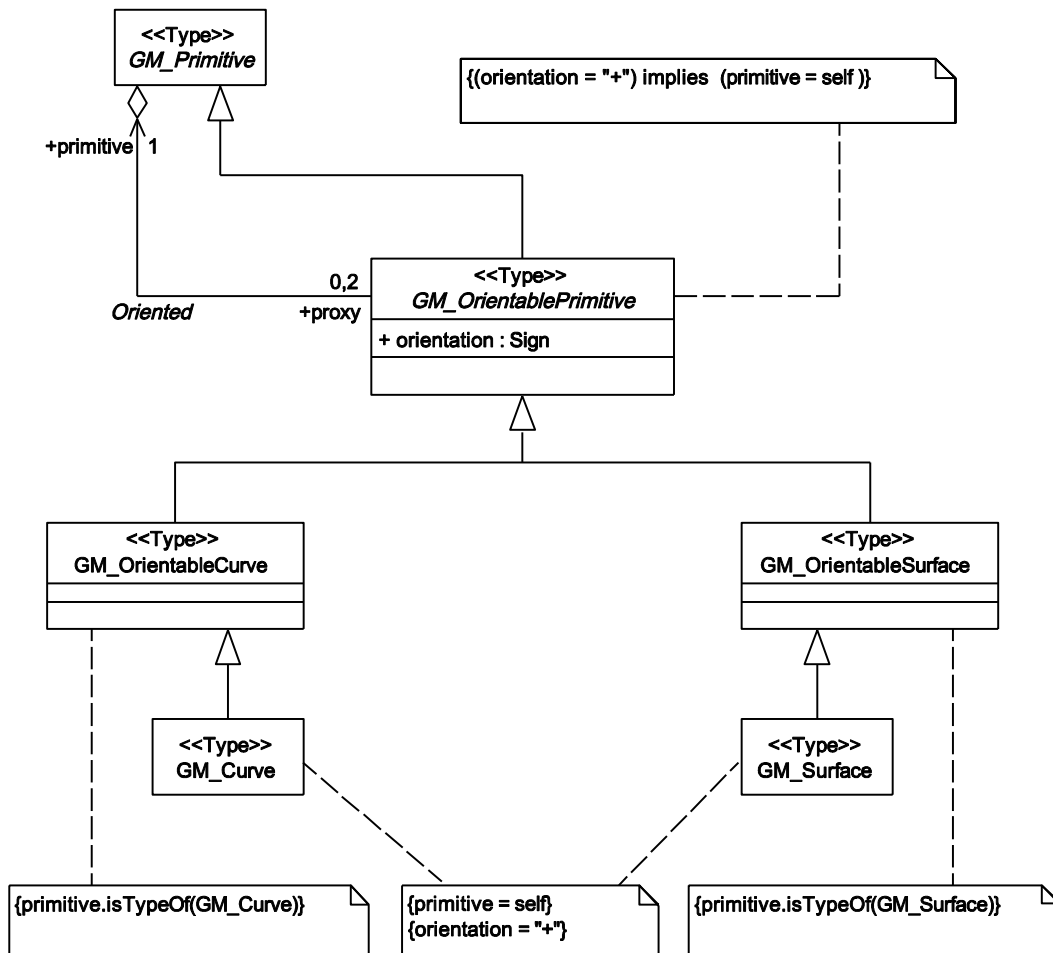 <<Type>>
GM_Primitive
{(orientation = "+") implies (primitive = self )}
+primitive 1
<<Type>>
GM_OrientablePrimitive
0,2
Oriented
+proxy
+ orientation : Sign
<<Type>>
GM_OrientableCurve
<<Type>>
GM_OrientableSurface
<<Type>>
GM_Curve
<<Type>>
GM_Surface
{primitive.isTypeOf(GM_Curve)}
{primitive = self}
{orientation = "+"}
{primitive.isTypeOf(GM_Surface)}